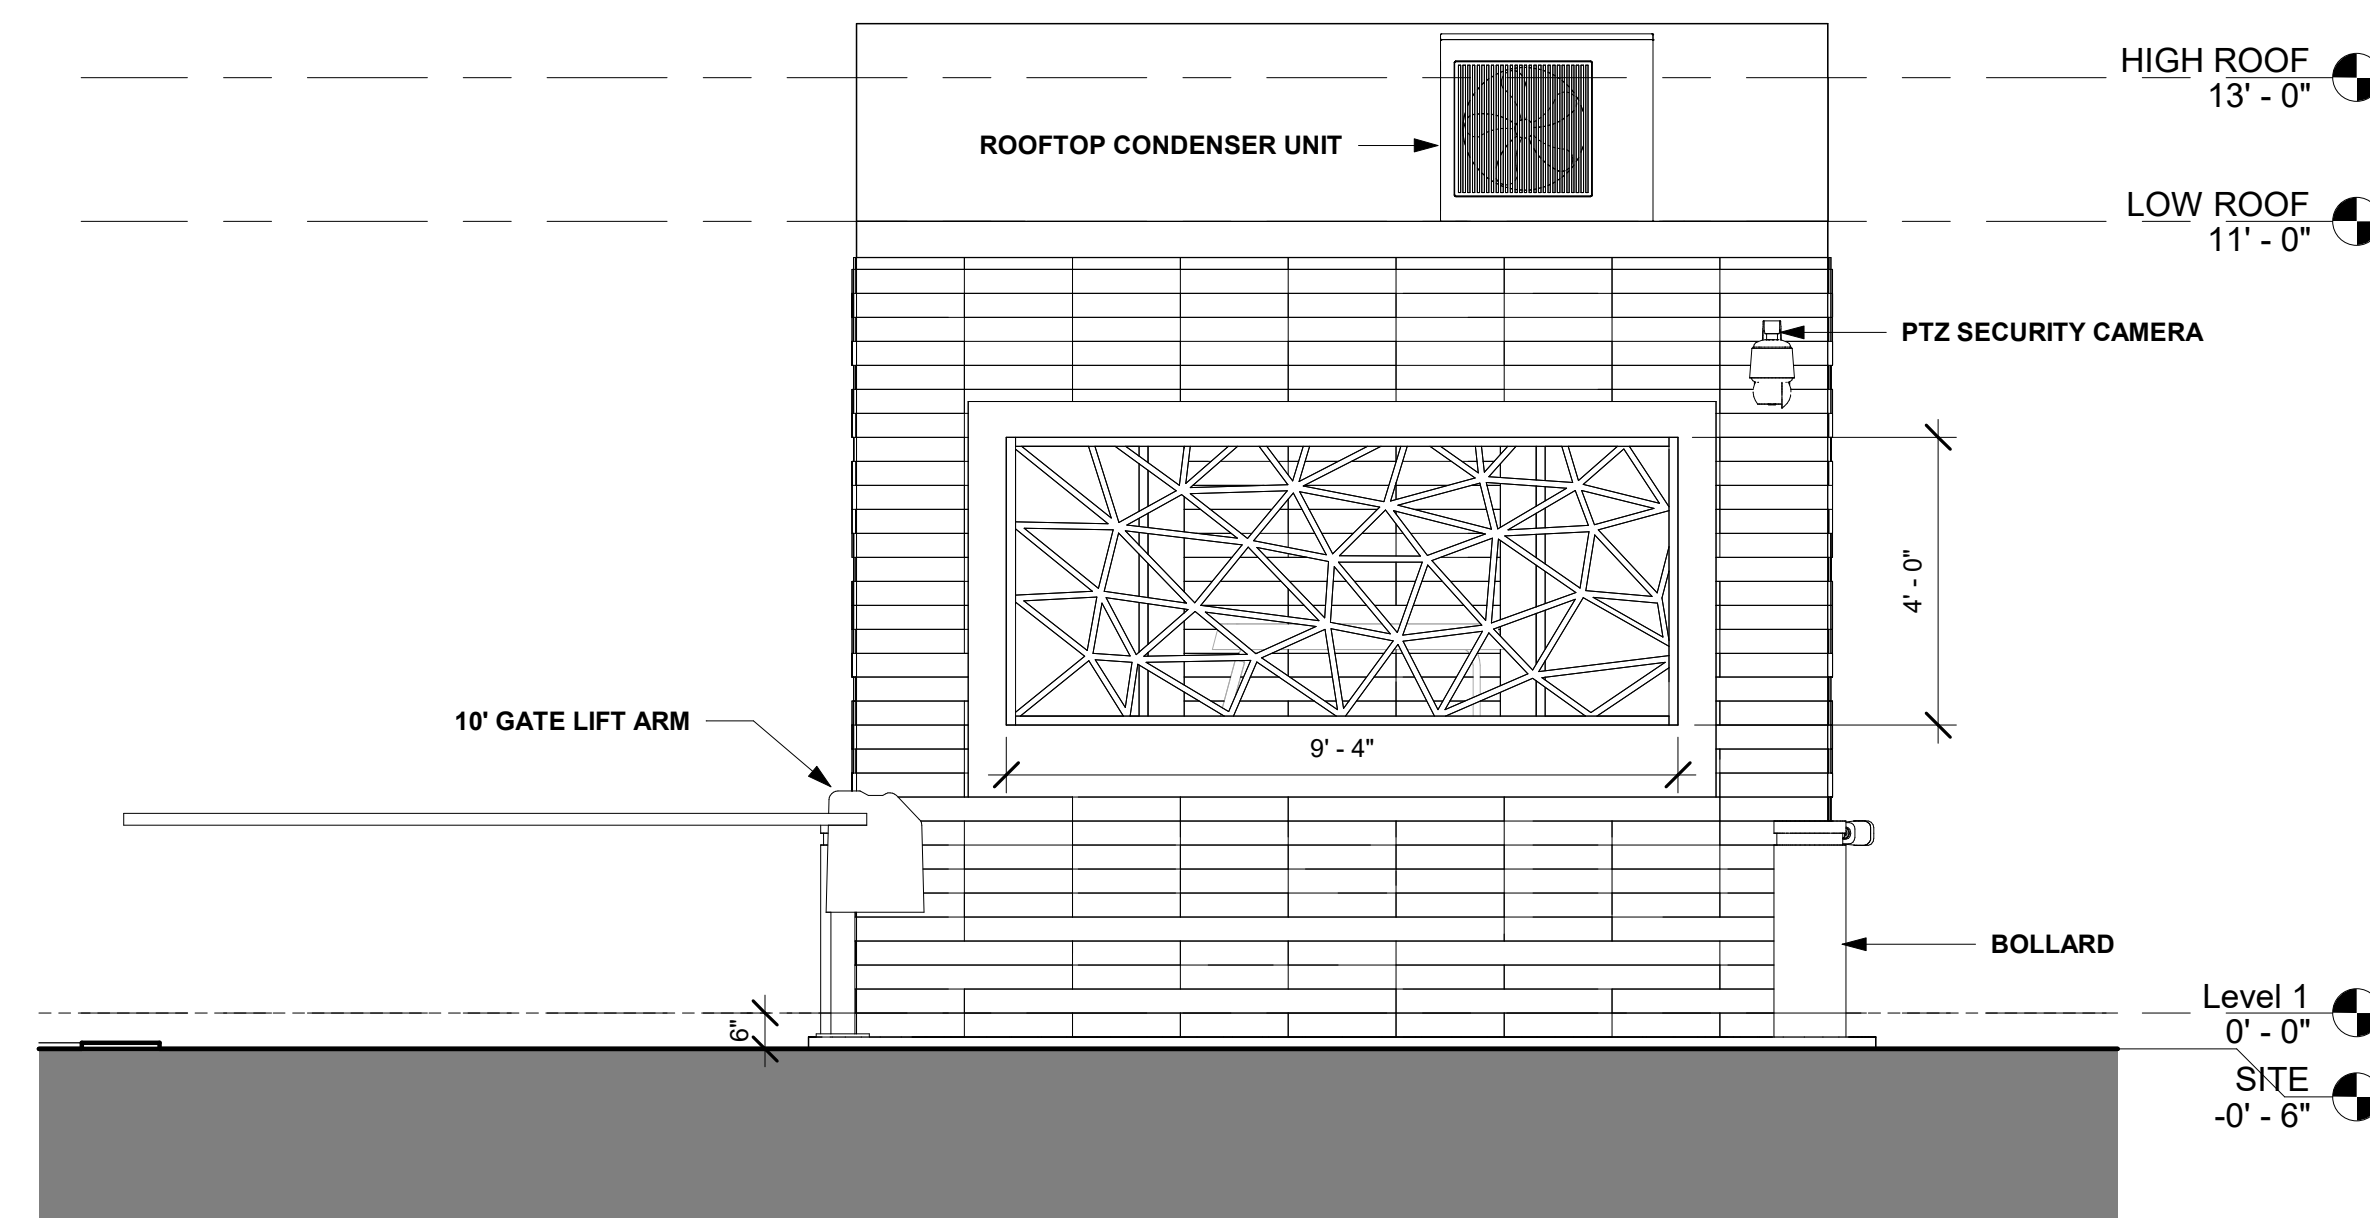 HIGH ROOF
13' - 0"
ROOFTOP CONDENSER UNIT
LOW ROOF
11' - 0"
PTZ SECURITY CAMERA
4' - 0"
10' GATE LIFT ARM
9' - 4"
BOLLARD
Level 1
0' - 0"
6"
SITE
-0' - 6"